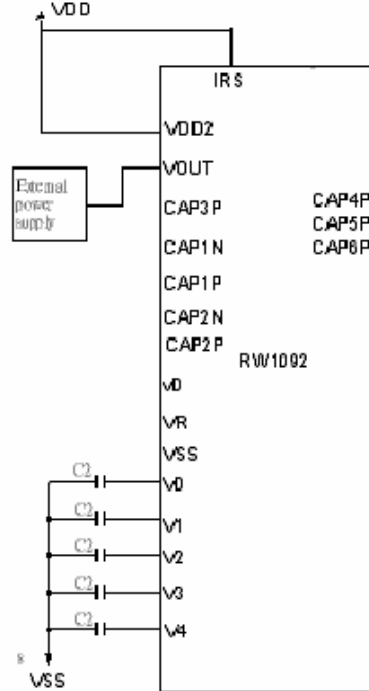 VDD
IRS
VDD2
VOUT
External
power
supply
CAP3P
CAP4P
CAP5P
CAP6P
CAP1N
CAP1P
CAP2N
CAP2P
RW1092
V0
VR
VSS
C2
V0
C2
V1
C2
V2
C2
V3
C2
V4
VSS